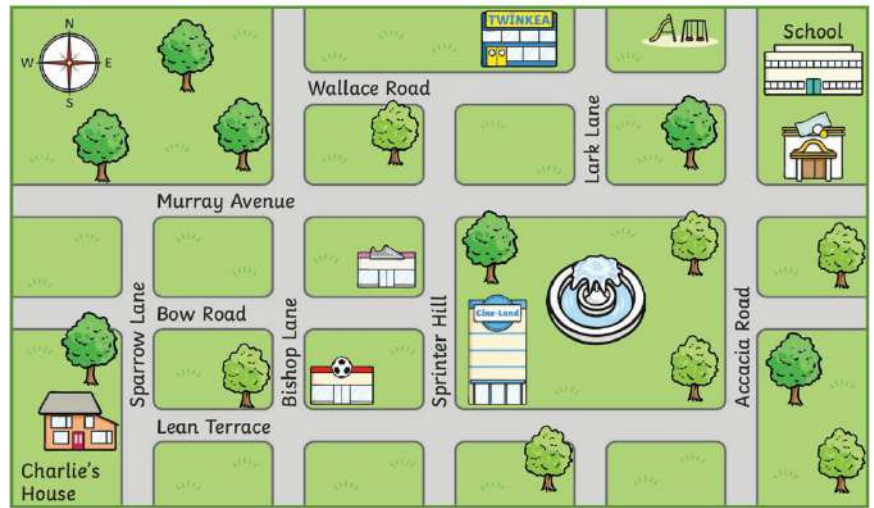 N
W
E
S
TWINKEA
School
Wallace Road
Lark Lane
Murray Avenue
Sparrow Lane
Bow Road
Bishop Lane
Sprinter Hill
Cine-Land
Accacia Road
Lean Terrace
Charlie's
House